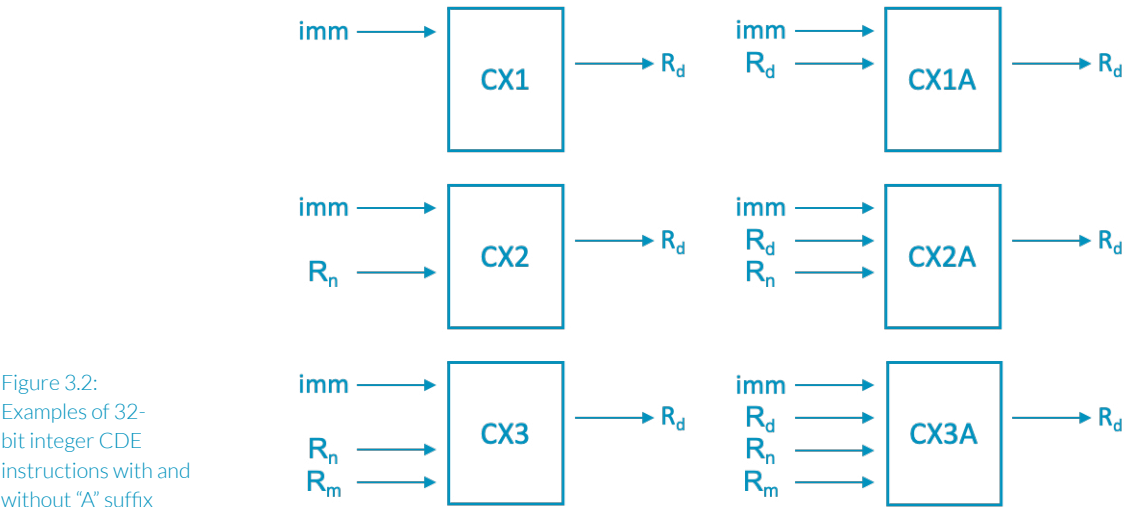 imm
CX1
Rd
imm
Rd
CX1A
Rd
imm
Rn
CX2
Rd
imm
Rd
Rn
CX2A
Rd
imm
Rn
Rm
CX3
Rd
imm
Rd
Rn
Rm
CX3A
Rd
Figure 3.2:
Examples of 32-
bit integer CDE
instructions with and
without “A” suffix